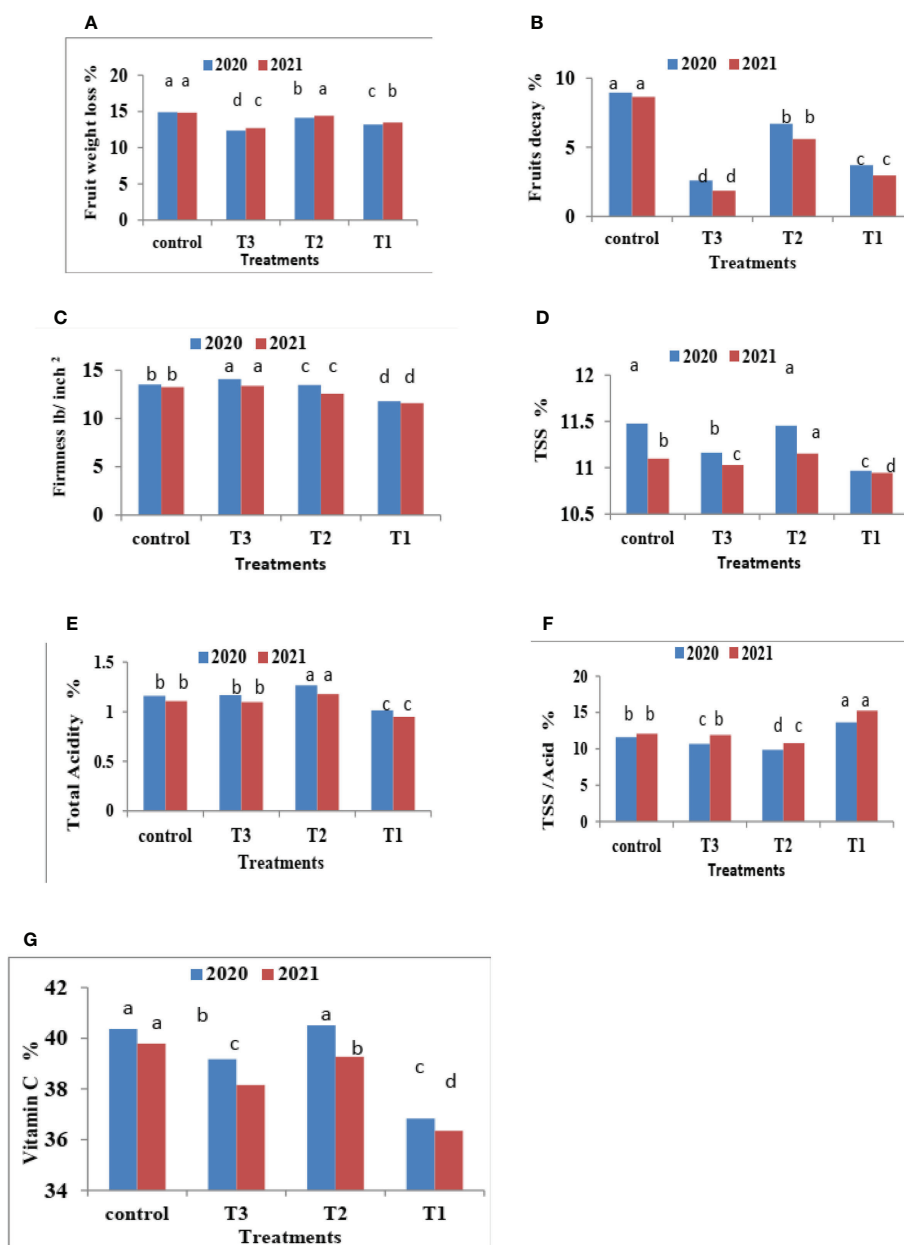 A
2020 2021
Fruit weight loss %
20
15
10
5
0
a a
d c
b a
c b
control T3 T2 T1
Treatments
B
2020 2021
Fruits decay %
10
5
0
a a
d d
b b
c c
control T3 T2 T1
Treatments
C
2020 2021
Firmness lb/ inch ²
15
10
5
0
b b
a a
c c
d d
control T3 T2 T1
Treatments
D
2020 2021
TSS %
12
11.5
11
10.5
a b
b c
a a
c d
control T3 T2 T1
Treatments
E
2020 2021
Total Acidity %
1.5
1
0.5
0
b b
b b
a a
c c
control T3 T2 T1
Treatments
F
2020 2021
TSS /Acid %
20
15
10
5
0
b b
c b
d c
a a
control T3 T2 T1
Treatments
G
2020 2021
Vitamin C %
42
40
38
36
34
a a
b c
a b
c d
control T3 T2 T1
Treatments